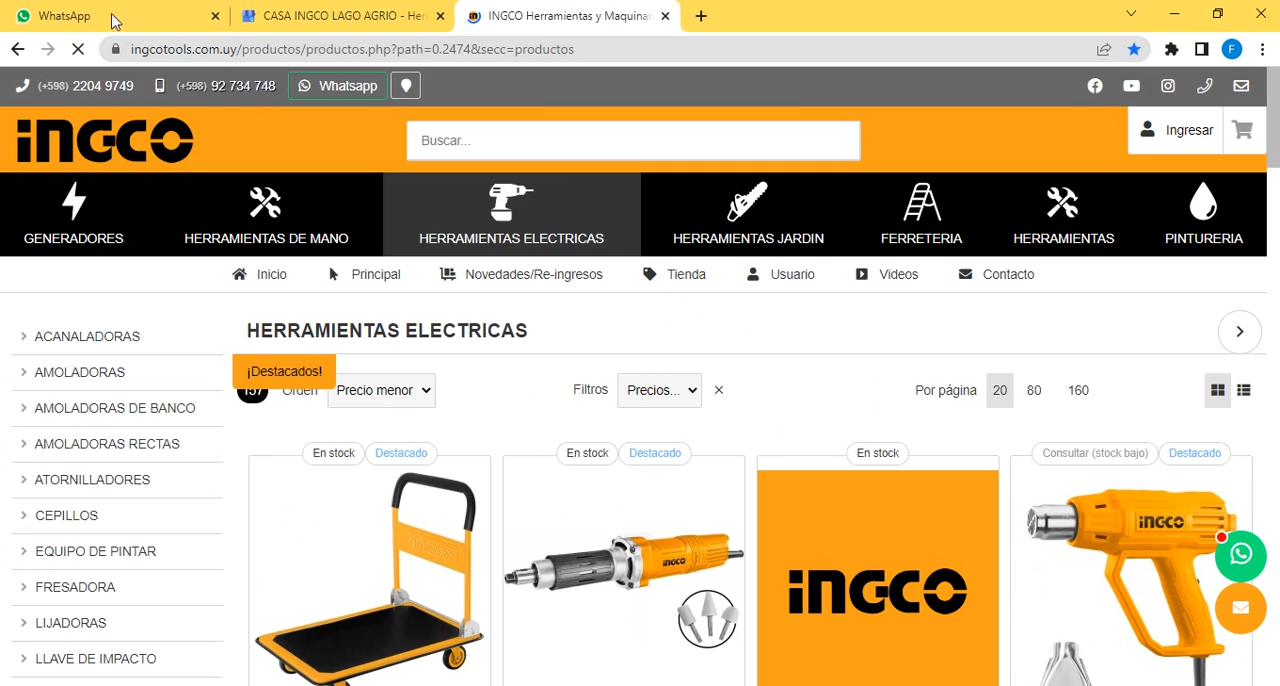 WhatsApp
CASA INGCO LAGO AGRIO - Her
INGCO Herramientas y Maquinar
ingcotools.com.uy/productos/productos.php?path=0.2474&secc=productos
F
(+598) 2204 9749
(+598) 92 734 748
Whatsapp
INGCO
Buscar...
Ingresar
GENERADORES
HERRAMIENTAS DE MANO
HERRAMIENTAS ELECTRICAS
HERRAMIENTAS JARDIN
FERRETERIA
HERRAMIENTAS
PINTURERIA
Inicio
Principal
Novedades/Re-ingresos
Tienda
Usuario
Videos
Contacto
ACANALADORAS
AMOLADORAS
AMOLADORAS DE BANCO
AMOLADORAS RECTAS
ATORNILLADORES
CEPILLOS
EQUIPO DE PINTAR
FRESADORA
LIJADORAS
LLAVE DE IMPACTO
HERRAMIENTAS ELECTRICAS
¡Destacados!
157
Orden
Precio menor
Filtros
Precios...
Por página
20
80
160
En stock
Destacado
En stock
Destacado
En stock
Consultar (stock bajo)
Destacado
INGCO
INGCO
INGCO
INGCO